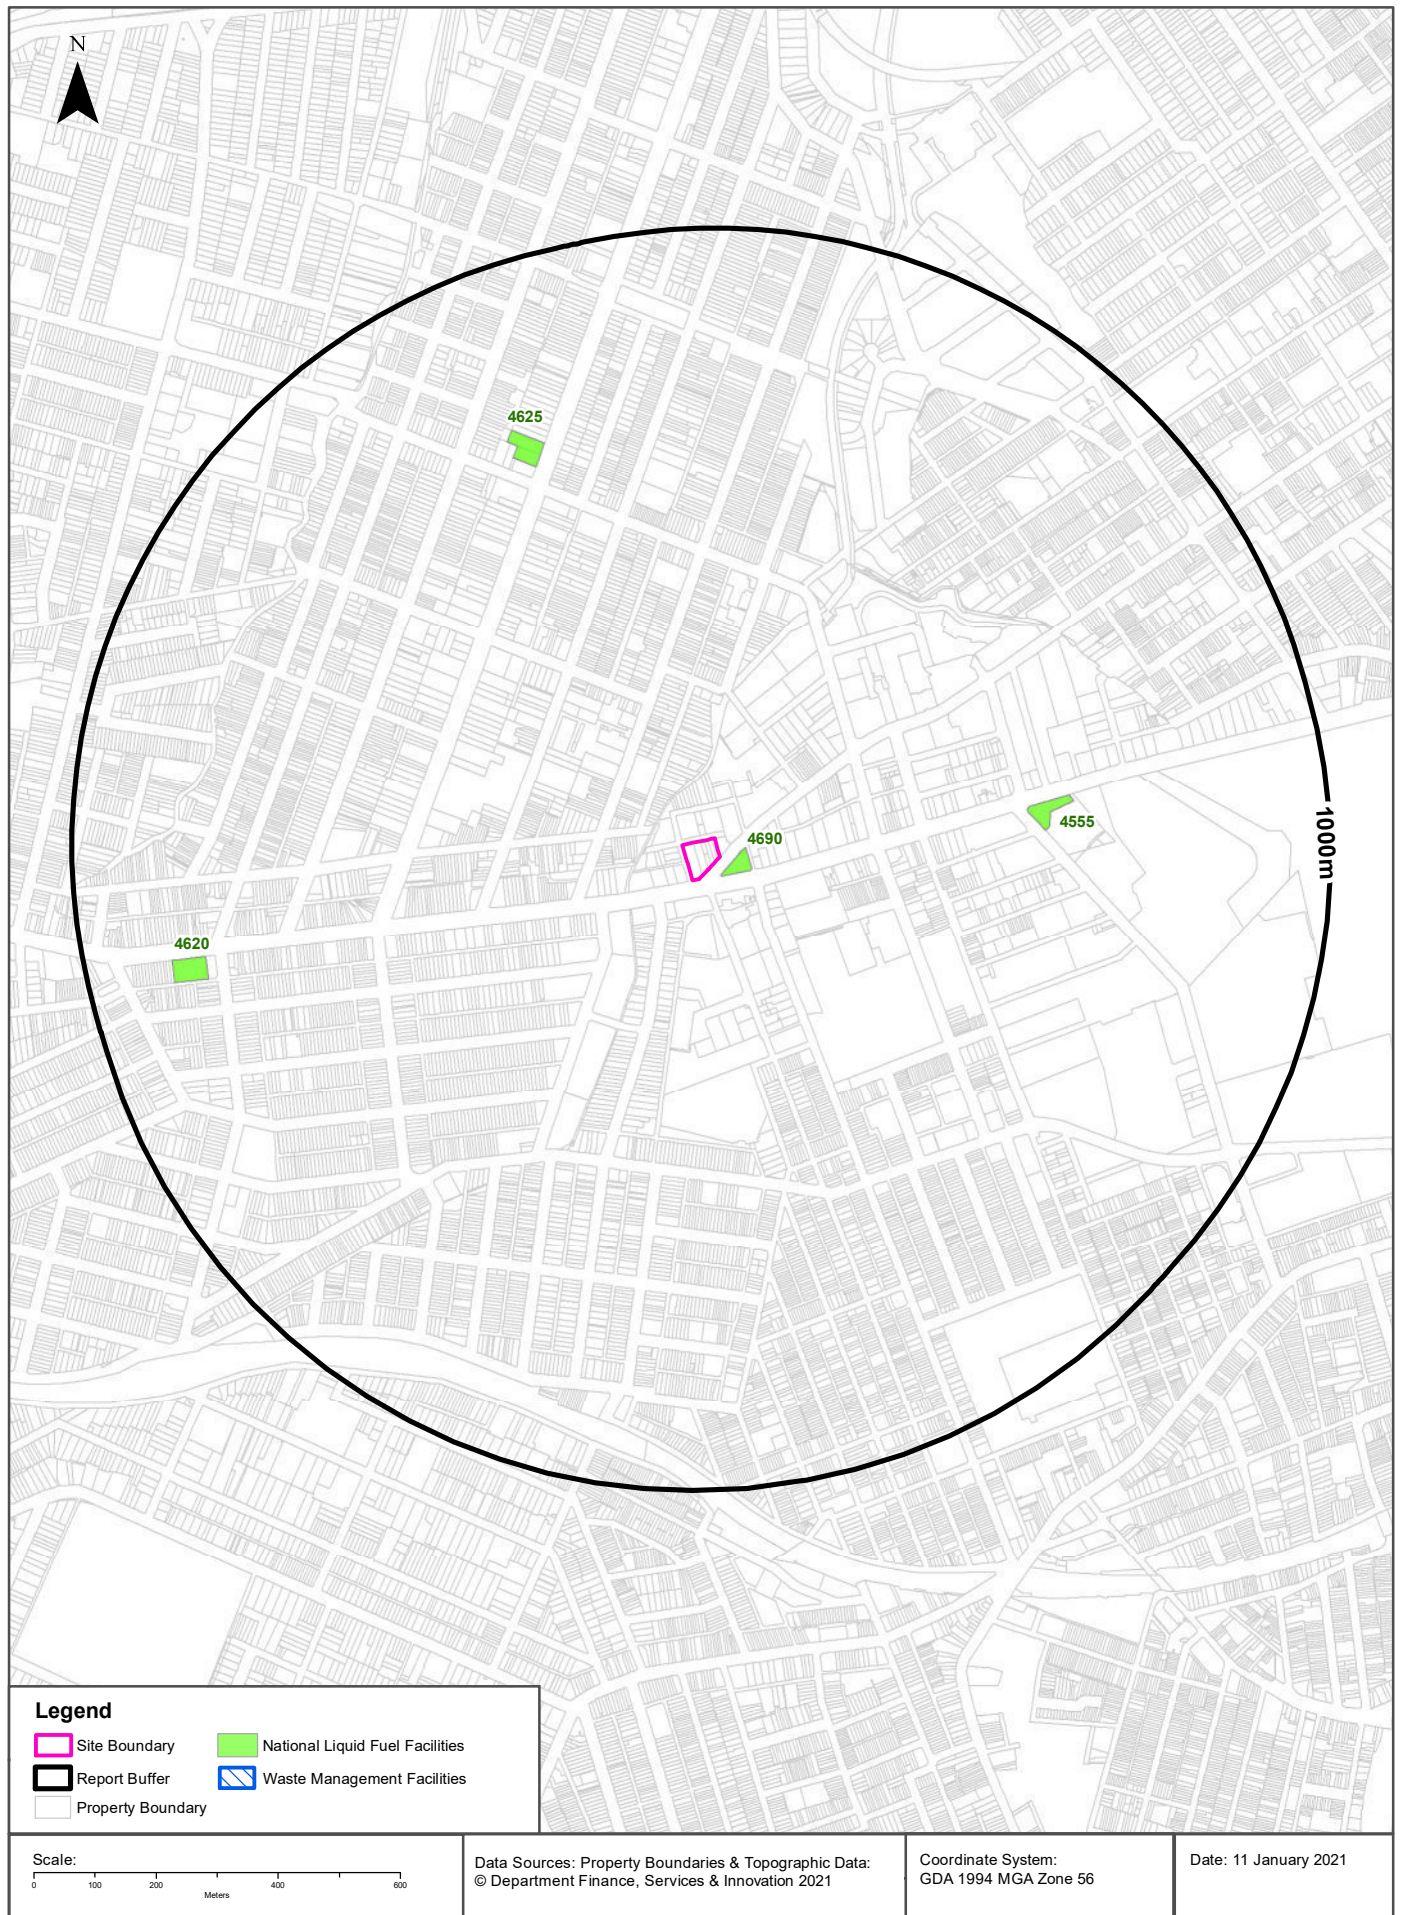 N
4625
1000m
4690
4555
4620
Legend
Site Boundary
National Liquid Fuel Facilities
Report Buffer
Waste Management Facilities
Property Boundary
Scale:
0 100 200 400 600
Meters
Data Sources: Property Boundaries & Topographic Data:
© Department Finance, Services & Innovation 2021
Coordinate System:
GDA 1994 MGA Zone 56
Date: 11 January 2021